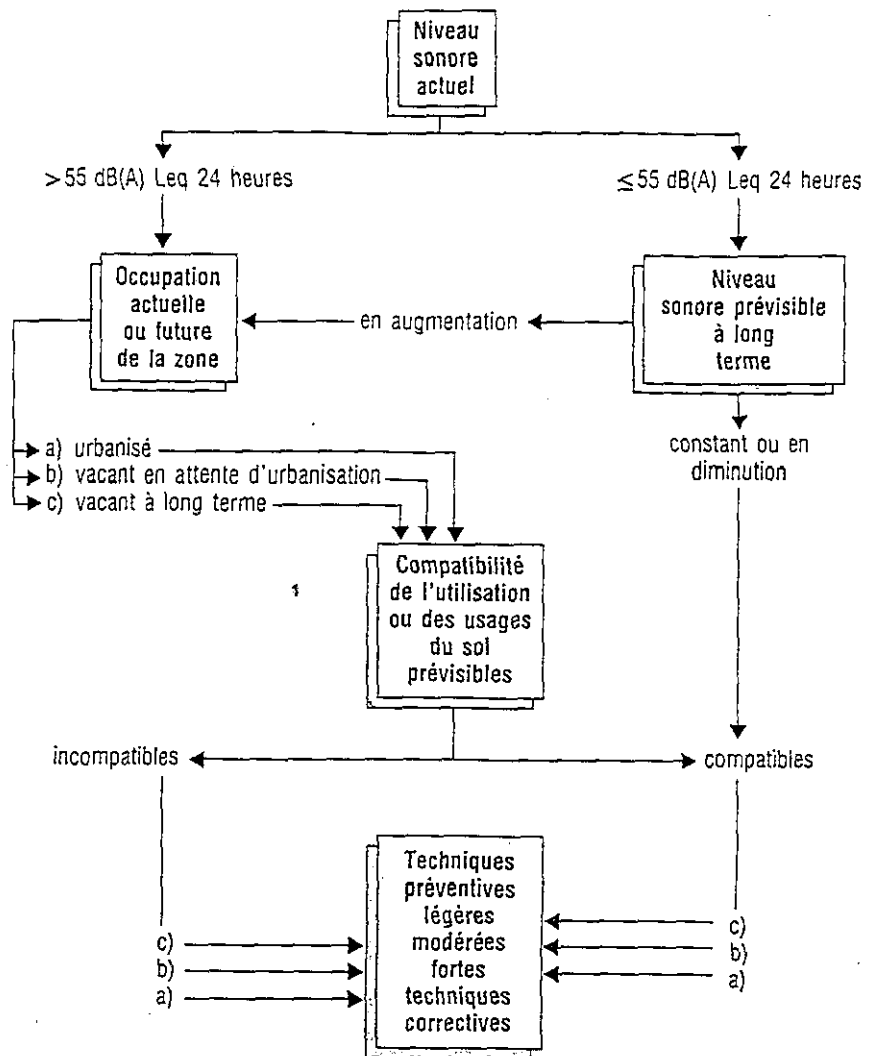 Niveau
sonore
actuel
>55 dB(A) Leq 24 heures
≤55 dB(A) Leq 24 heures
Occupation
actuelle
ou future
de la zone
en augmentation
Niveau
sonore prévisible
à long
terme
a) urbanisé
b) vacant en attente d'urbanisation
c) vacant à long terme
constant ou en
diminution
1
Compatibilité
de l'utilisation
ou des usages
du sol
prévisibles
incompatibles
compatibles
Techniques
préventives
légères
modérées
fortes
techniques
correctives
c)
b)
a)
c)
b)
a)